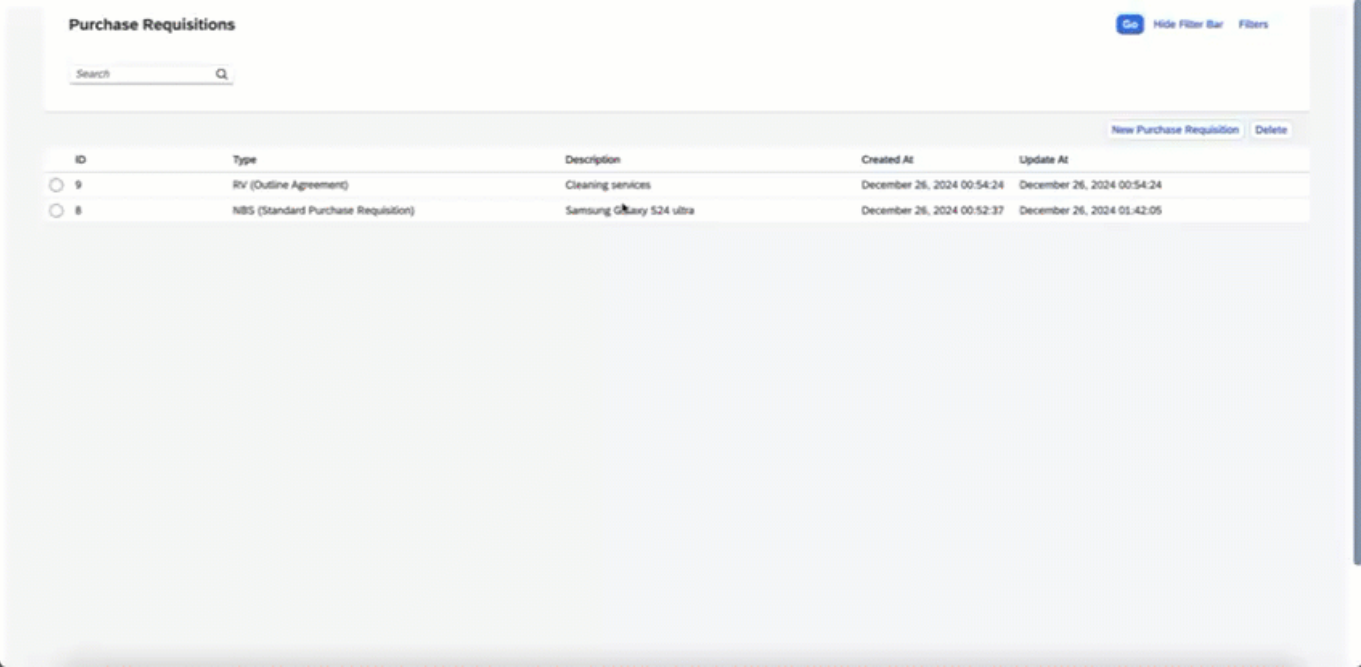 Purchase Requisitions
Go Hide Filter Bar Filters
Search
New Purchase Requisition Delete
ID Type Description Created At Update At
9 RV (Outline Agreement) Cleaning services December 26, 2024 00:54:24 December 26, 2024 00:54:24
8 NBS (Standard Purchase Requisition) Samsung Galaxy S24 ultra December 26, 2024 00:52:37 December 26, 2024 01:42:05